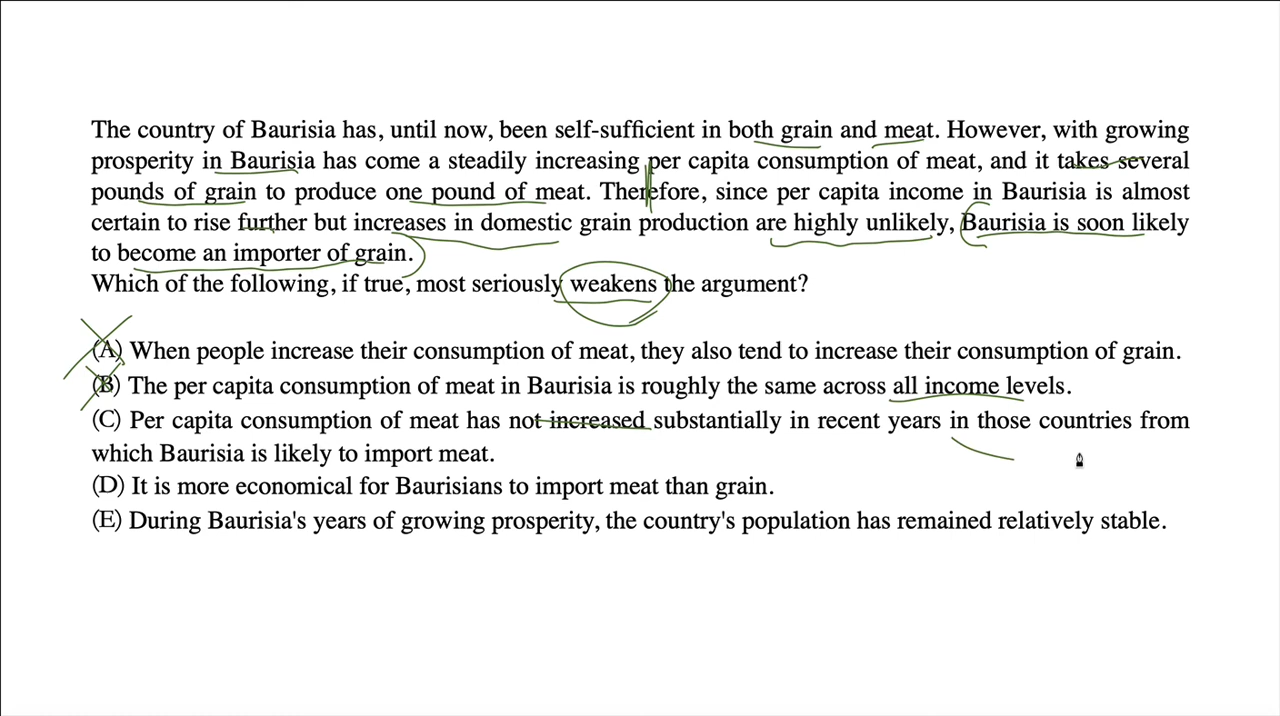 The country of Baurisia has, until now, been self-sufficient in both grain and meat. However, with growing
prosperity in Baurisia has come a steadily increasing per capita consumption of meat, and it takes several
pounds of grain to produce one pound of meat. Therefore, since per capita income in Baurisia is almost
certain to rise further but increases in domestic grain production are highly unlikely, Baurisia is soon likely
to become an importer of grain.
Which of the following, if true, most seriously weakens the argument?
(A) When people increase their consumption of meat, they also tend to increase their consumption of grain.
(B) The per capita consumption of meat in Baurisia is roughly the same across all income levels.
(C) Per capita consumption of meat has not increased substantially in recent years in those countries from
which Baurisia is likely to import meat.
(D) It is more economical for Baurisians to import meat than grain.
(E) During Baurisia's years of growing prosperity, the country's population has remained relatively stable.